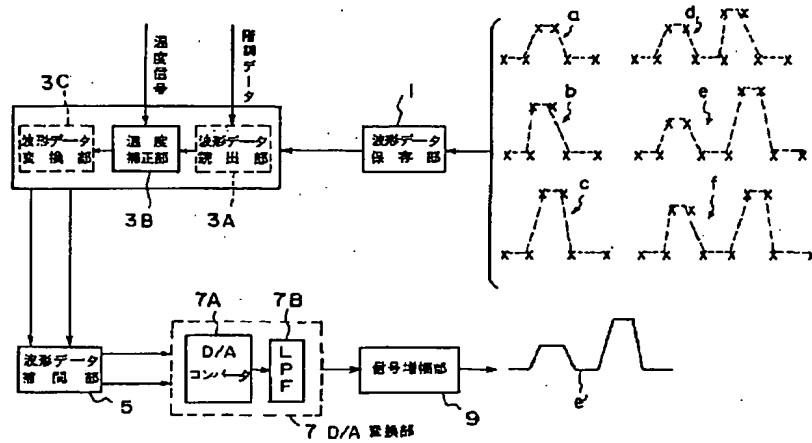 温度信号
階調データ
3C
波形データ
変換部
温度
補正部
波形データ
読出部
3B
3A
1
波形データ
保存部
a
b
c
d
e
f
波形データ
補間部
5
7A
D/A
コンバータ
7B
LPF
7 D/A 変換部
信号増幅部
9
e'